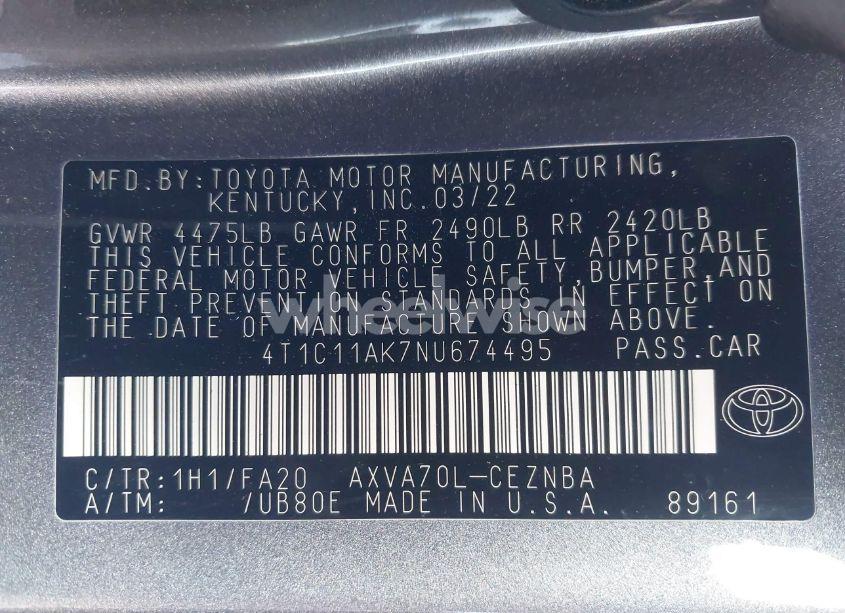 MFD.BY:TOYOTA MOTOR MANUFACTURING,
KENTUCKY, INC. 03/22
GVWR 4475LB GAWR FR 2490LB RR 2420LB
THIS VEHICLE CONFORMS TO ALL APPLICABLE
FEDERAL MOTOR VEHICLE SAFETY, BUMPER, AND
THEFT PREVENTION STANDARDS IN EFFECT ON
wheelwise
THE DATE OF MANUFACTURE SHOWN ABOVE.
4T1C11AK7NU674495 PASS.CAR
C/TR:1H1/FA20 AXVA70L-CEZNBA
A/TM: /UB80E MADE IN U.S.A. 89161